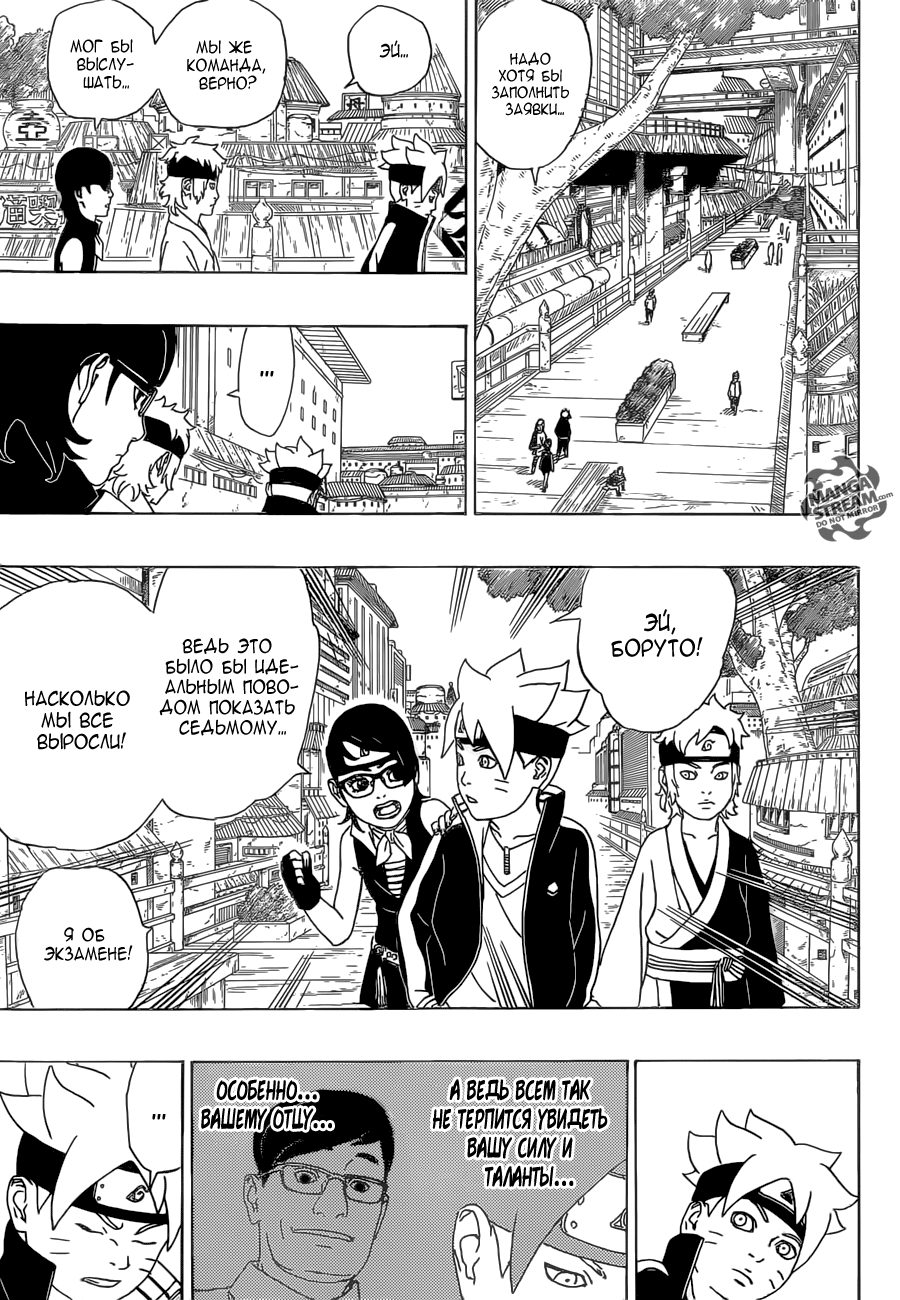 НАДО
ХОТЯ БЫ
ЗАПОЛНИТЬ
ЗАЯВКИ...
ЭЙ...
МЫ ЖЕ
КОМАНДА,
ВЕРНО?
МОГ БЫ
ВЫСЛУ-
ШАТЬ...
...
MANGA
STREAM.com
DO NOT MIRROR
ЭЙ,
БОРУТО!
ВЕДЬ ЭТО
БЫЛО БЫ ИДЕ-
АЛЬНЫМ ПОВО-
ДОМ ПОКАЗАТЬ
СЕДЬМОМУ...
НАСКОЛЬКО
МЫ ВСЕ
ВЫРОСЛИ!
Я ОБ
ЭКЗАМЕНЕ!
А ВЕДЬ ВСЕМ ТАК
НЕ ТЕРПИТСЯ УВИДЕТЬ
ВАШУ СИЛУ И
ТАЛАНТЫ...
ОСОБЕННО...
ВАШЕМУ ОТЦУ...
...